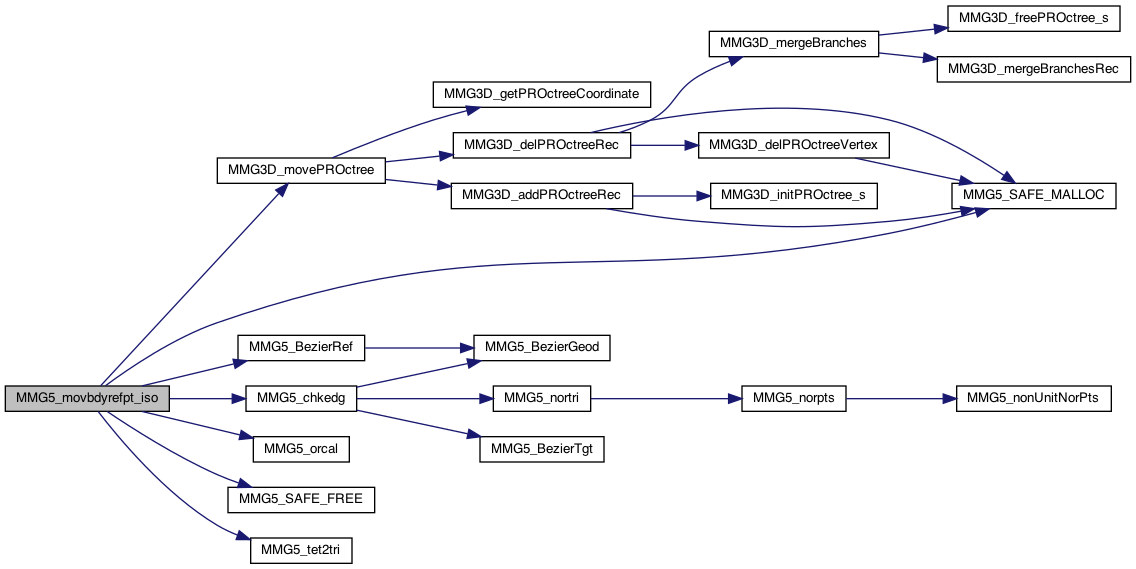 MMG3D_freePROctree_s
MMG3D_mergeBranches
MMG3D_mergeBranchesRec
MMG3D_getPROctreeCoordinate
MMG3D_delPROctreeRec
MMG3D_delPROctreeVertex
MMG3D_movePROctree
MMG3D_addPROctreeRec
MMG3D_initPROctree_s
MMG5_SAFE_MALLOC
MMG5_BezierRef
MMG5_BezierGeod
MMG5_movbdyrefpt_iso
MMG5_chkedg
MMG5_nortri
MMG5_norpts
MMG5_nonUnitNorPts
MMG5_orcal
MMG5_BezierTgt
MMG5_SAFE_FREE
MMG5_tet2tri